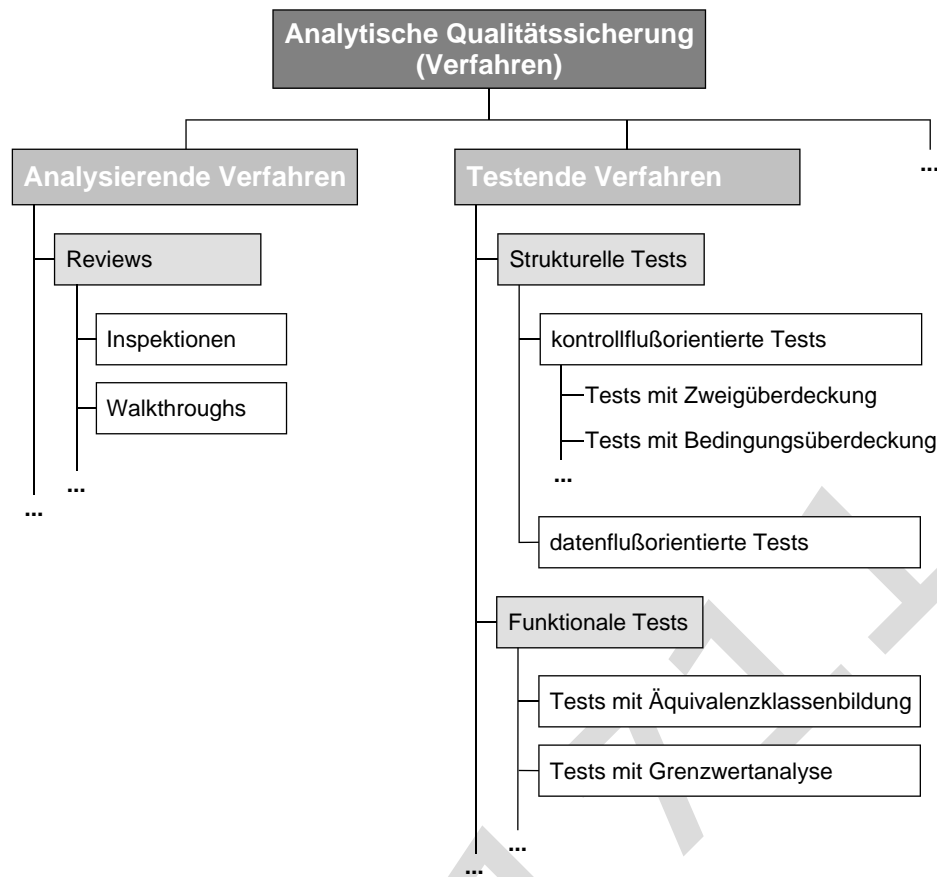 Analytische Qualitätssicherung
(Verfahren)
Analysierende Verfahren
Testende Verfahren
...
Reviews
Inspektionen
Walkthroughs
...
...
Strukturelle Tests
kontrollflußorientierte Tests
Tests mit Zweigüberdeckung
Tests mit Bedingungsüberdeckung
...
datenflußorientierte Tests
Funktionale Tests
Tests mit Äquivalenzklassenbildung
Tests mit Grenzwertanalyse
...
...